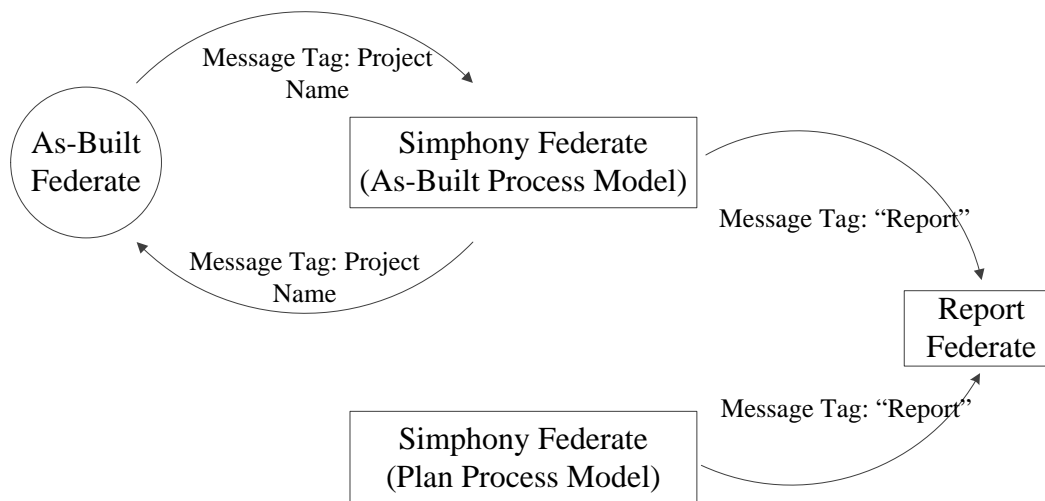 Message Tag: Project
Name
As-Built
Federate
Simphony Federate
(As-Built Process Model)
Message Tag: “Report”
Message Tag: Project
Name
Report
Federate
Message Tag: “Report”
Simphony Federate
(Plan Process Model)